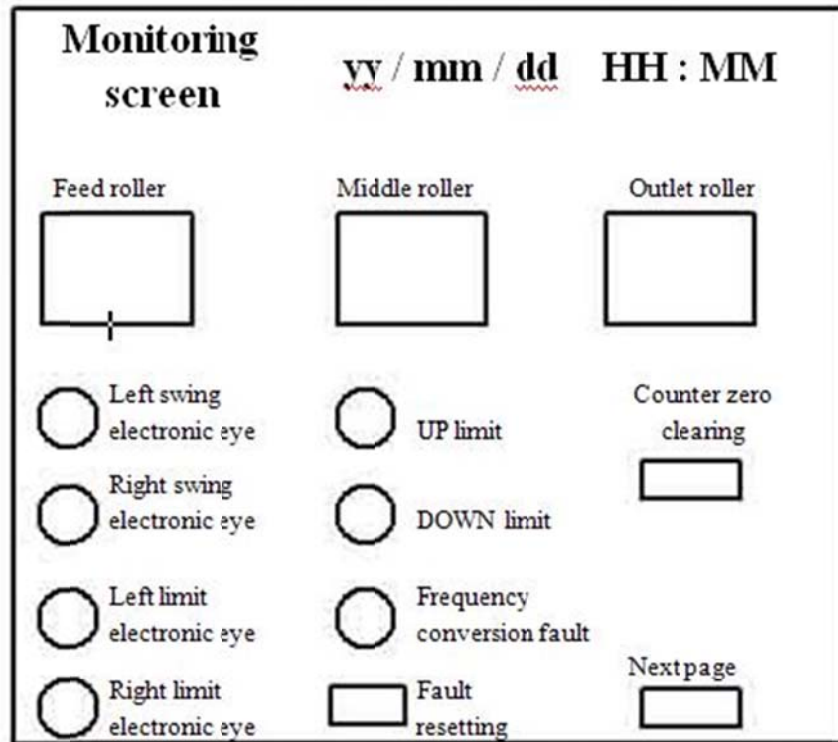 Monitoring
screen
yy / mm / dd
HH : MM
Feed roller
Middle roller
Outlet roller
Left swing
electronic eye
UP limit
Counter zero
clearing
Right swing
electronic eye
DOWN limit
Left limit
electronic eye
Frequency
conversion fault
Right limit
electronic eye
Fault
resetting
Next page